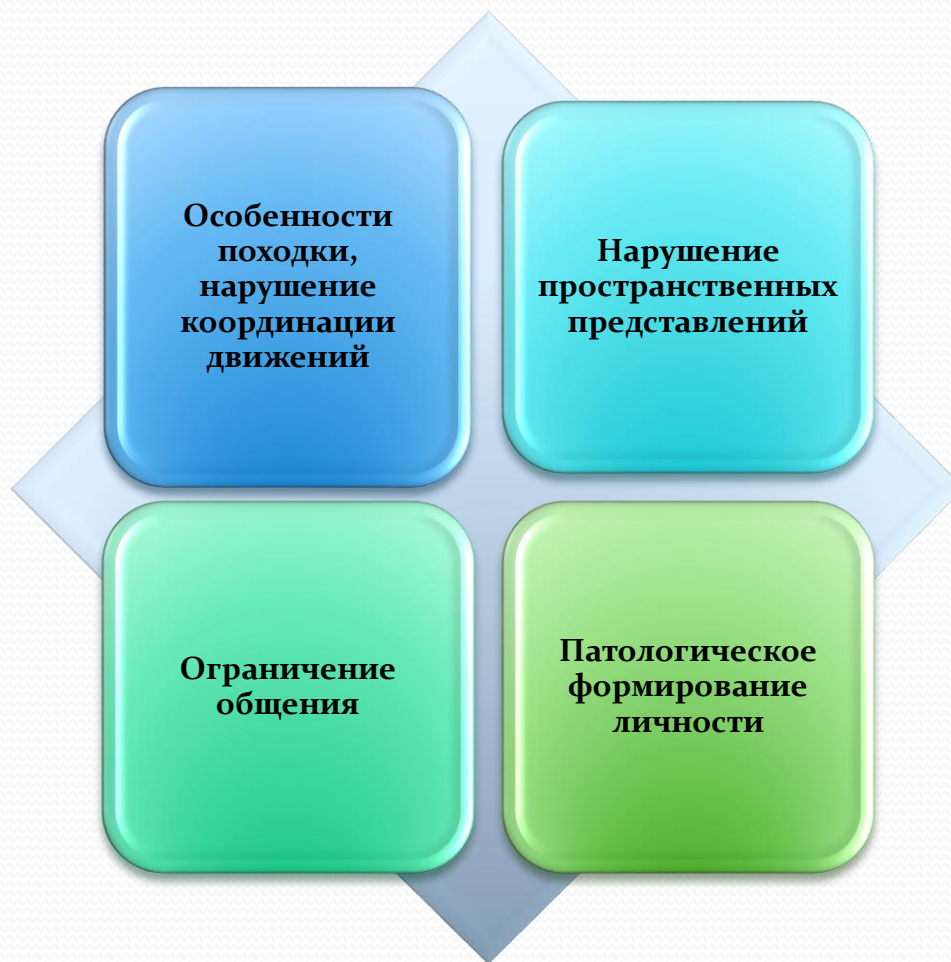 Особенности
походки,
нарушение
координации
движений
Нарушение
пространственных
представлений
Ограничение
общения
Патологическое
формирование
личности